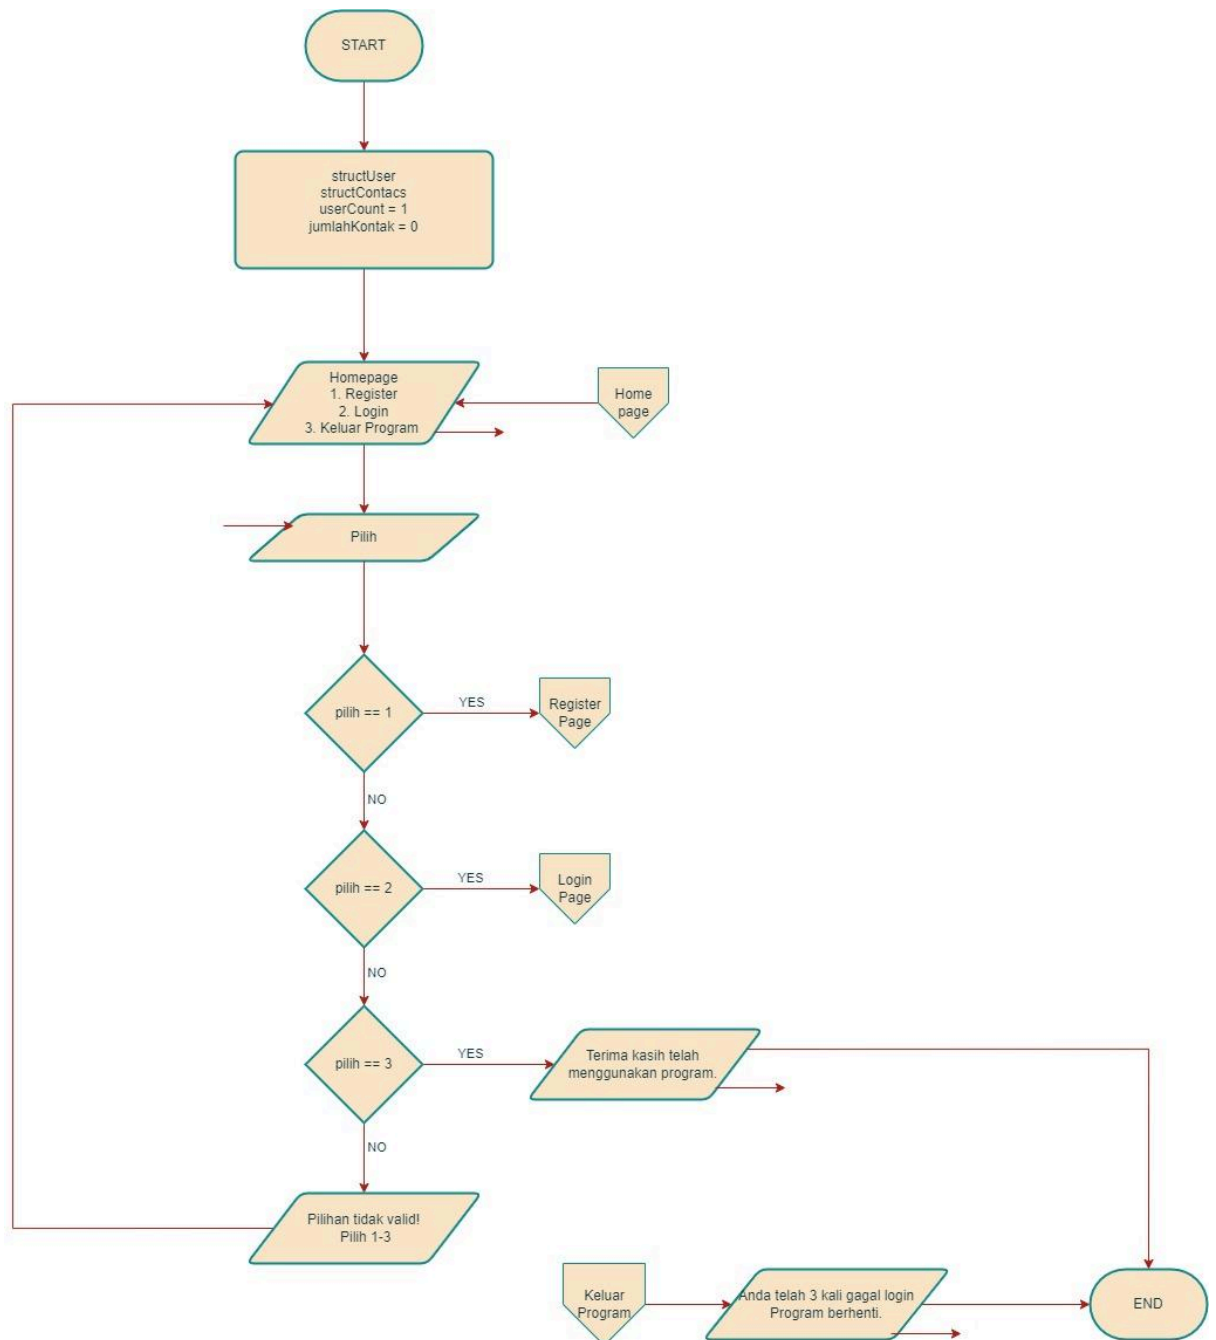 START
structUser
structContacs
userCount = 1
jumlahKontak = 0
Homepage
1. Register
2. Login
3. Keluar Program
Home
page
Pilih
pilih == 1
YES
Register
Page
NO
pilih == 2
YES
Login
Page
NO
pilih == 3
YES
Terima kasih telah
menggunakan program.
NO
Pilihan tidak valid!
Pilih 1-3
Keluar
Program
Anda telah 3 kali gagal login
Program berhenti.
END